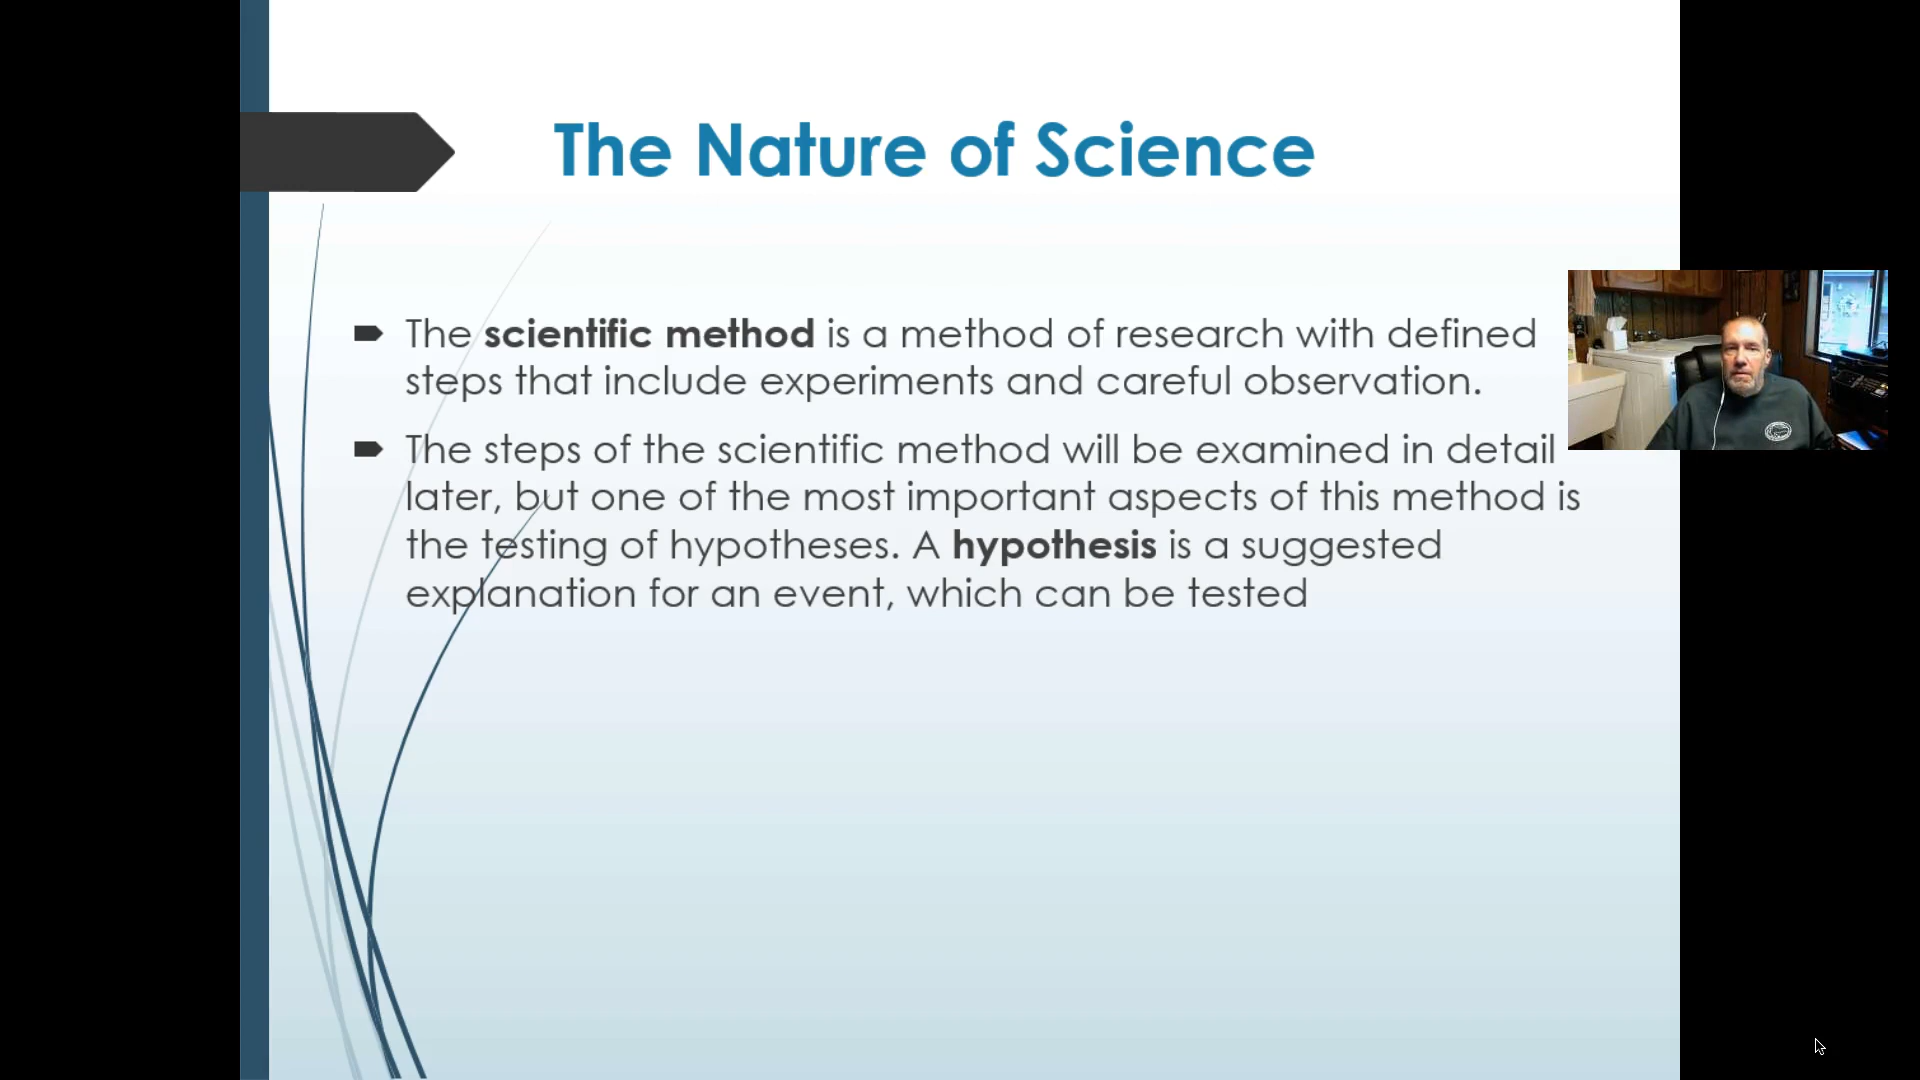 The Nature of Science
The scientific method is a method of research with defined
steps that include experiments and careful observation.
The steps of the scientific method will be examined in detail
later, but one of the most important aspects of this method is
the testing of hypotheses. A hypothesis is a suggested
explanation for an event, which can be tested